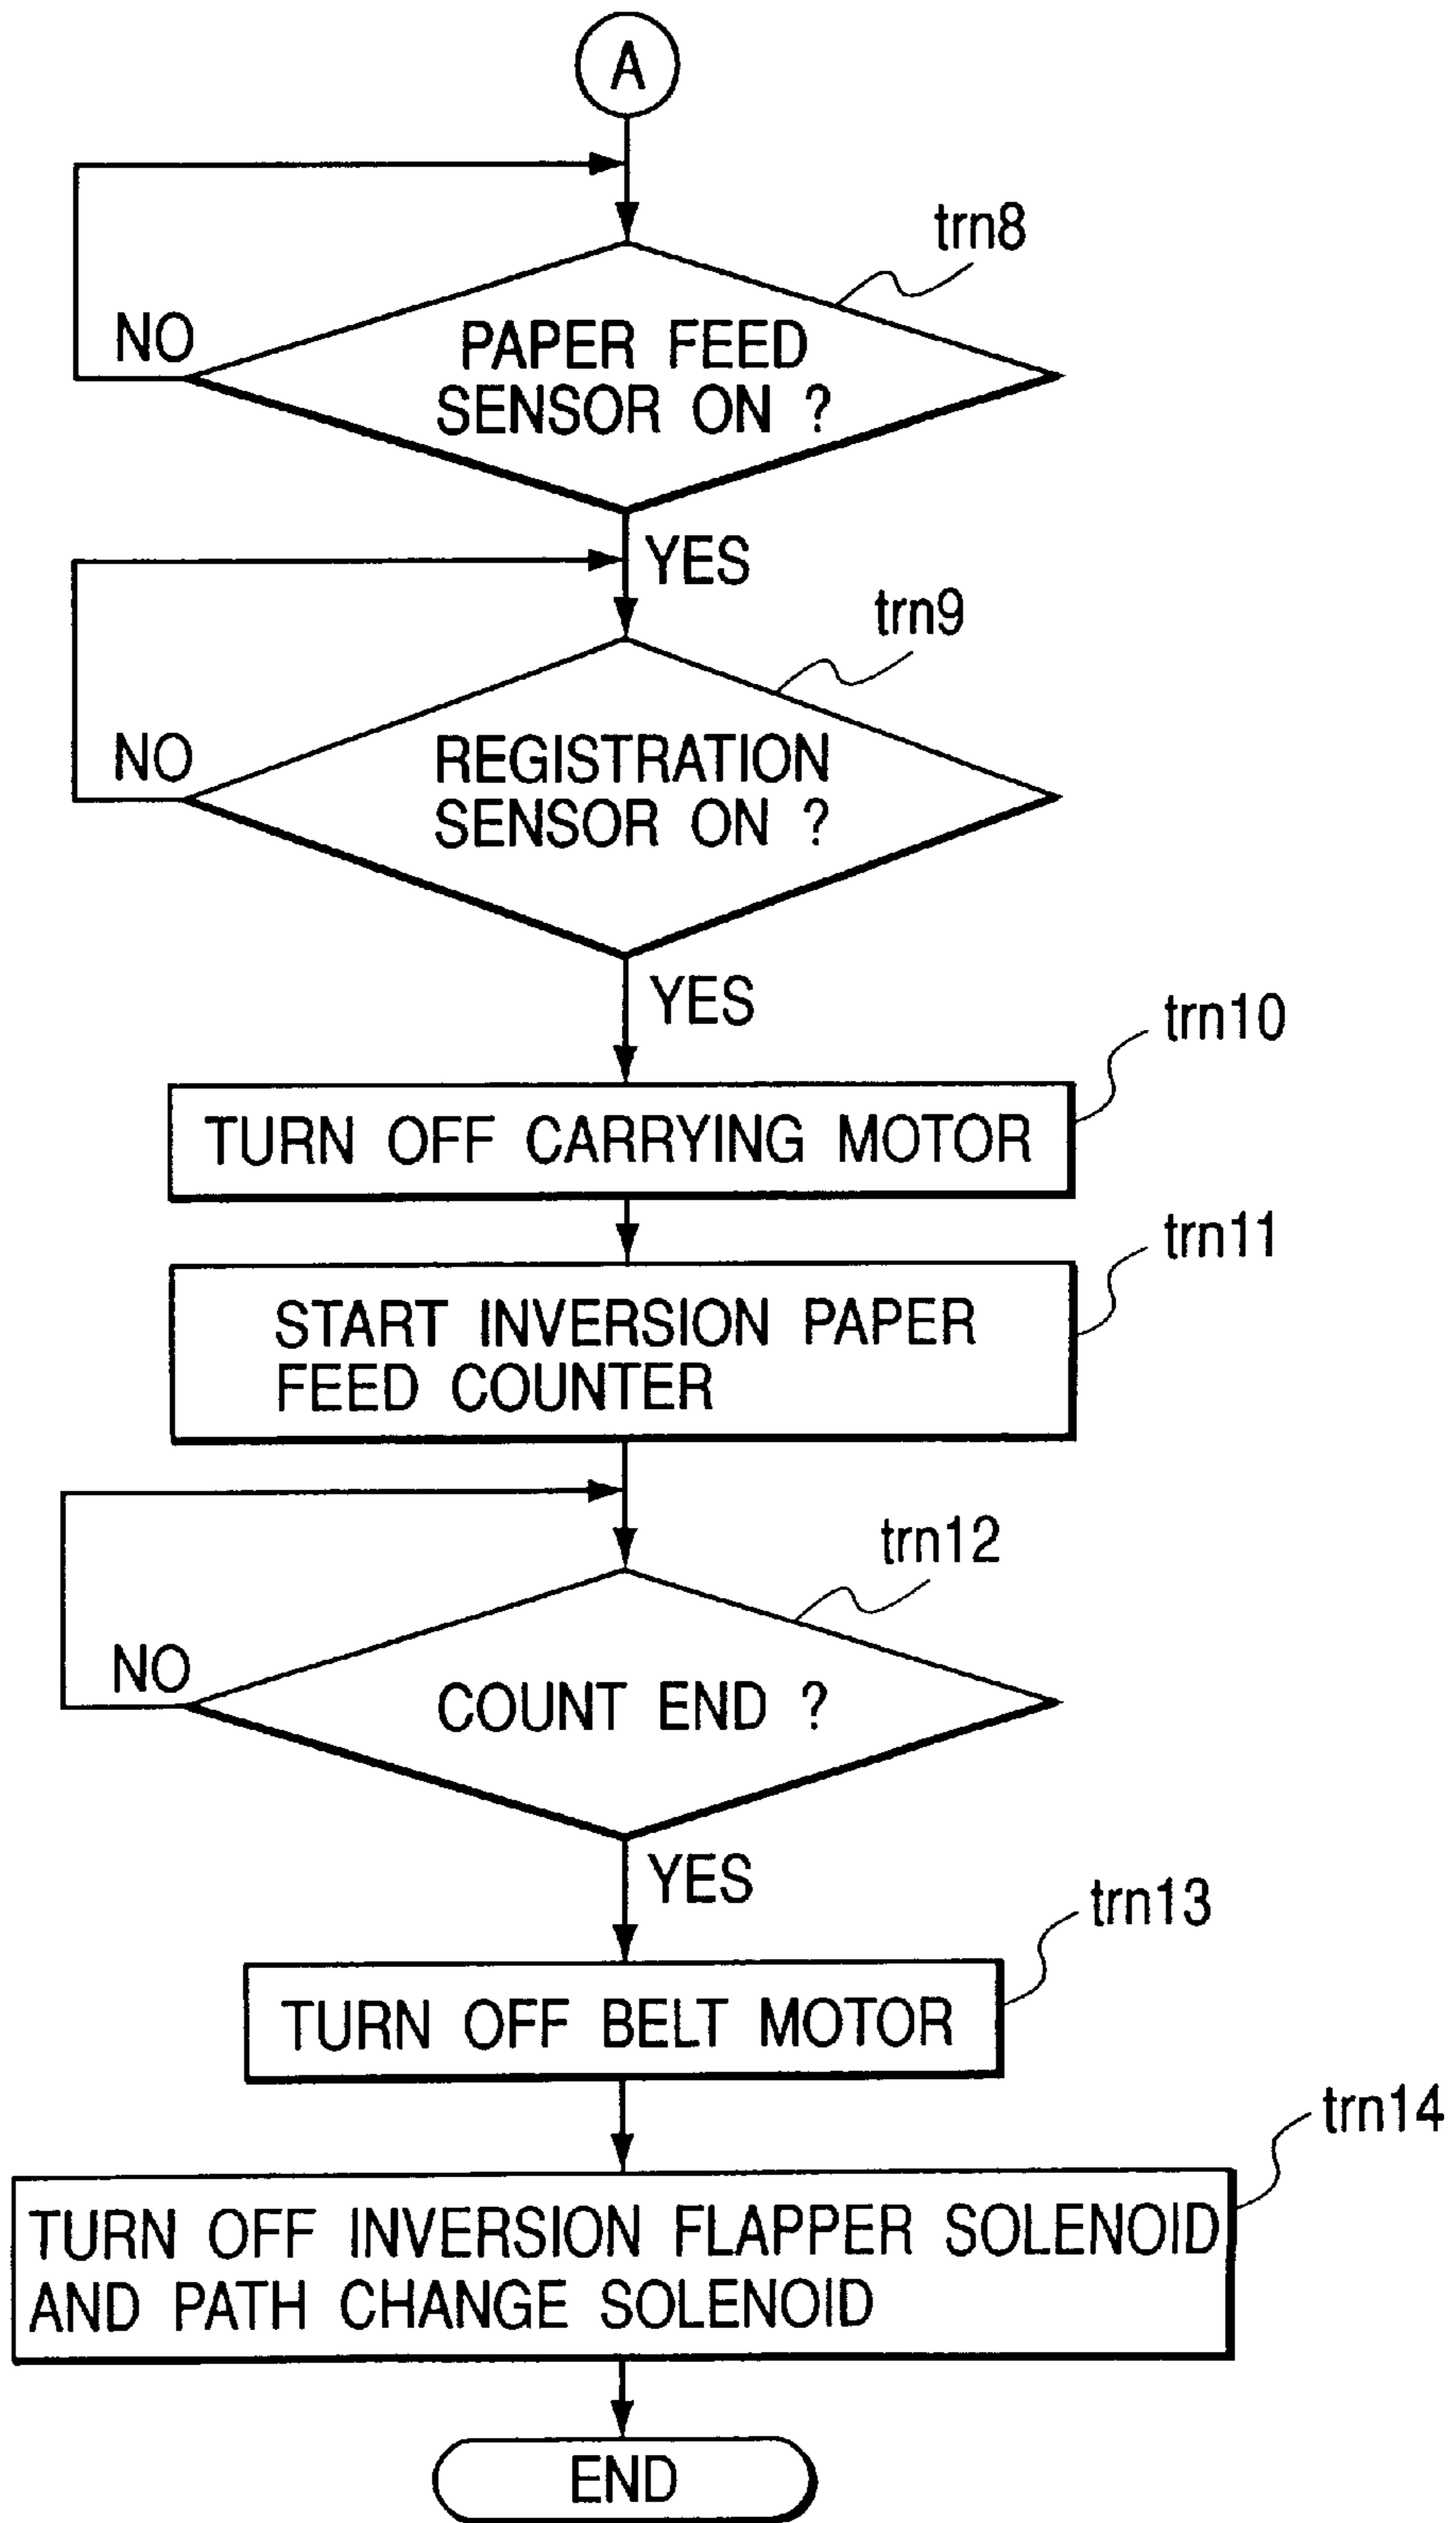 A
trn8
NO
PAPER FEED
SENSOR ON ?
YES
trn9
NO
REGISTRATION
SENSOR ON ?
YES
trn10
TURN OFF CARRYING MOTOR
trn11
START INVERSION PAPER
FEED COUNTER
trn12
NO
COUNT END ?
YES
trn13
TURN OFF BELT MOTOR
trn14
TURN OFF INVERSION FLAPPER SOLENOID
AND PATH CHANGE SOLENOID
END